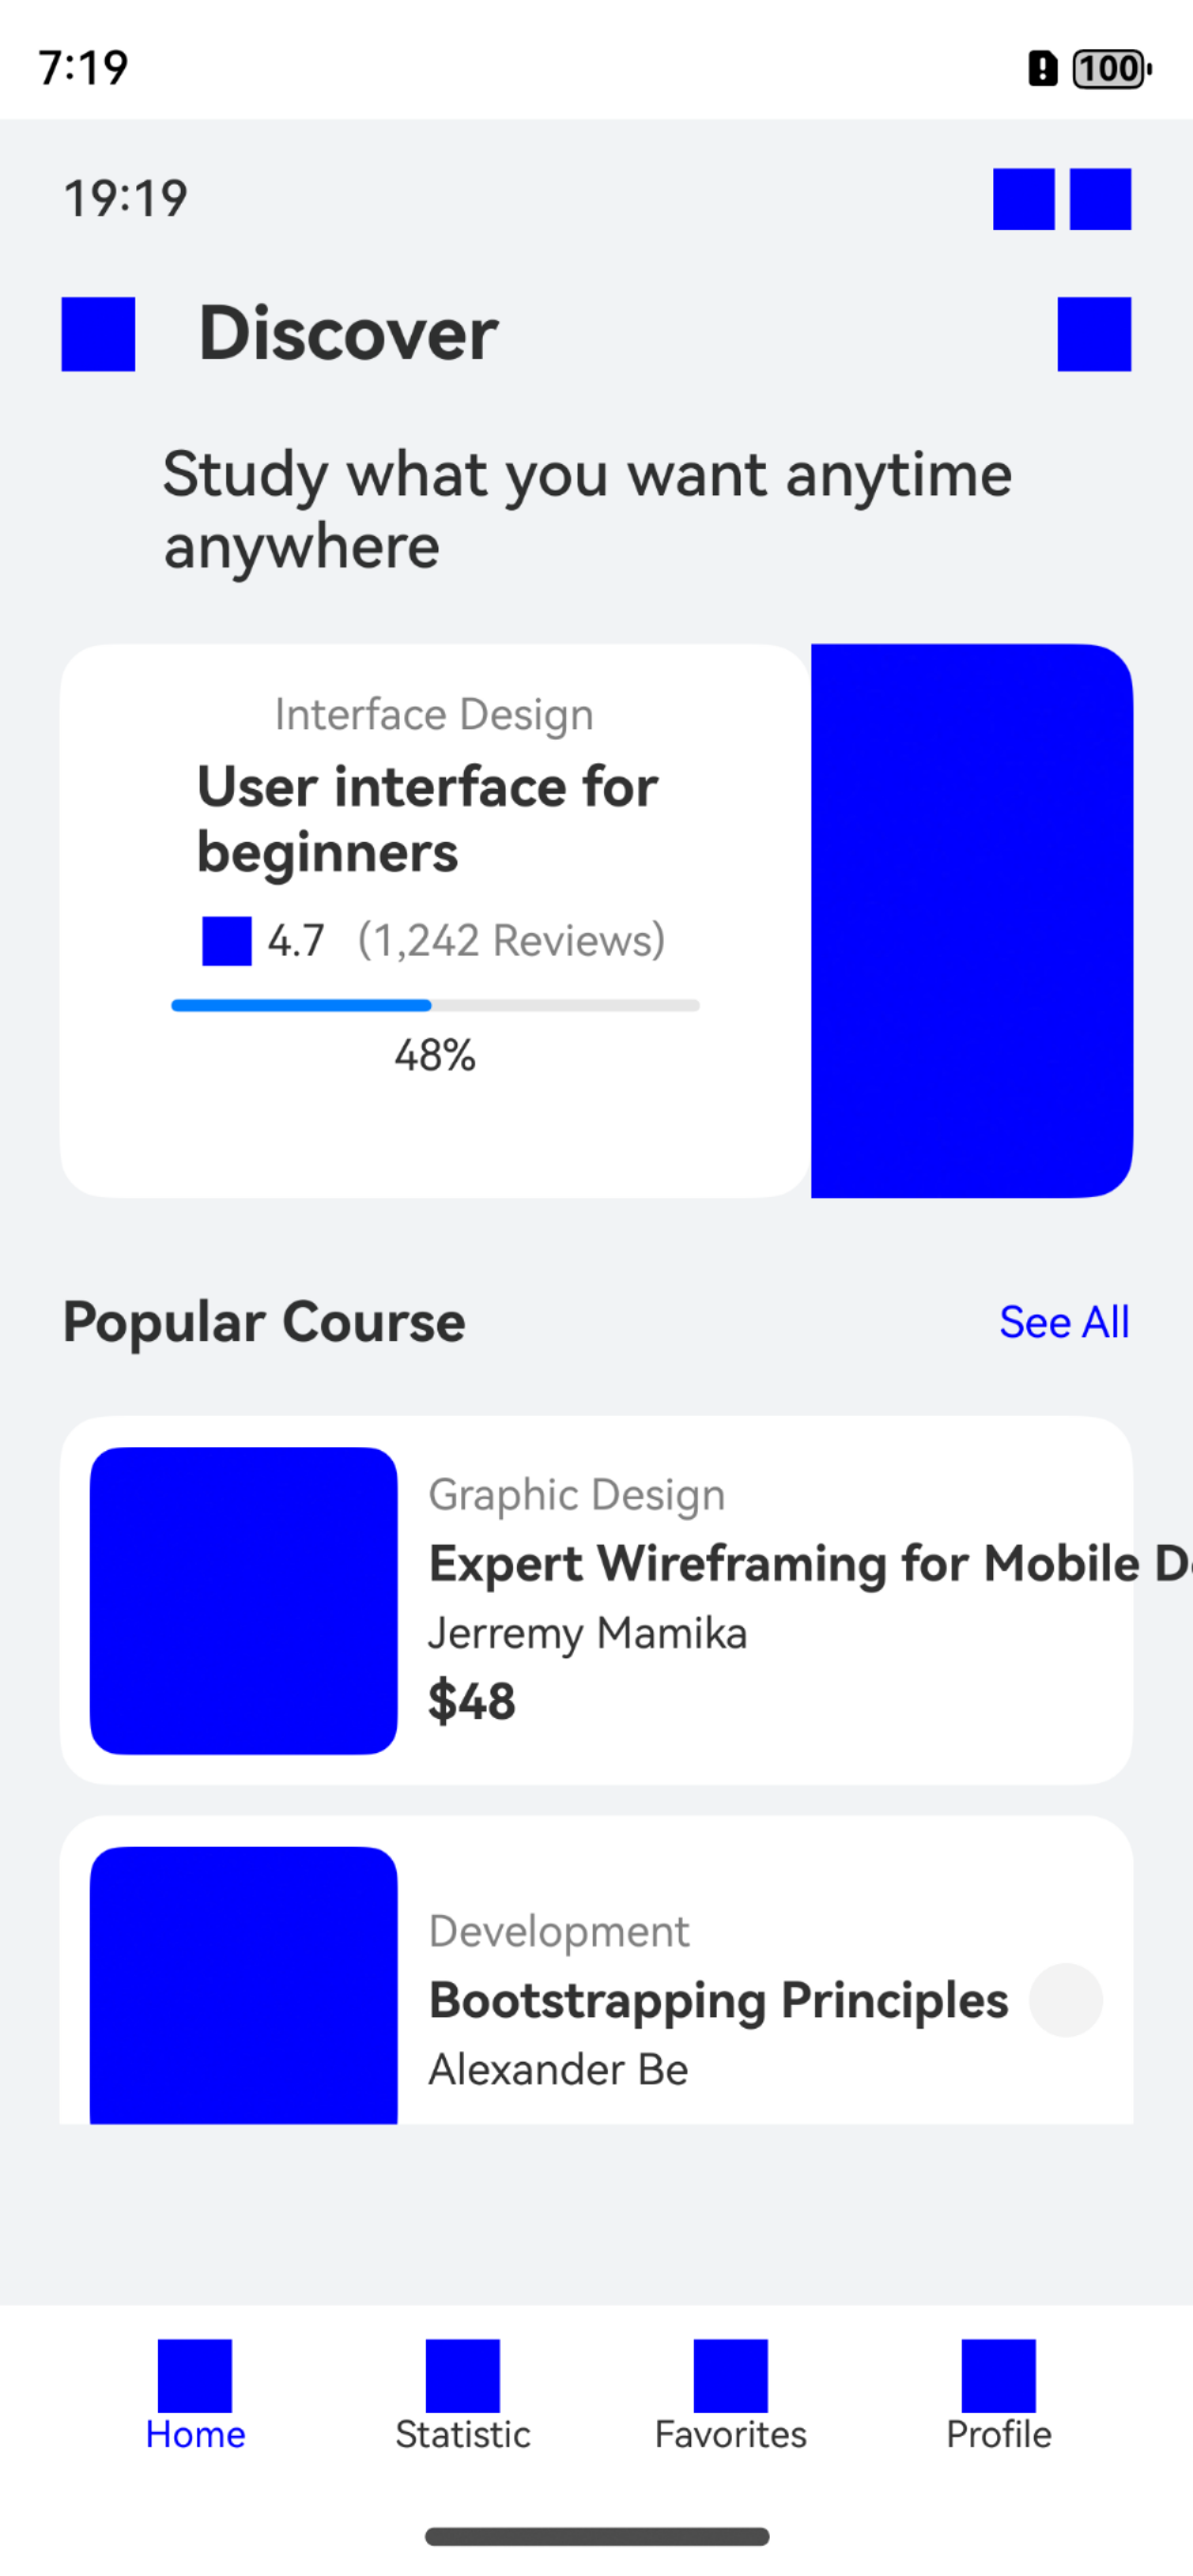 7:19
100
19:19
Discover
Study what you want anytime
anywhere
Interface Design
User interface for
beginners
4.7 (1,242 Reviews)
48%
Popular Course
See All
Graphic Design
Expert Wireframing for Mobile
Jerremy Mamika
$48
Development
Bootstrapping Principles
Alexander Be
Home
Statistic
Favorites
Profile